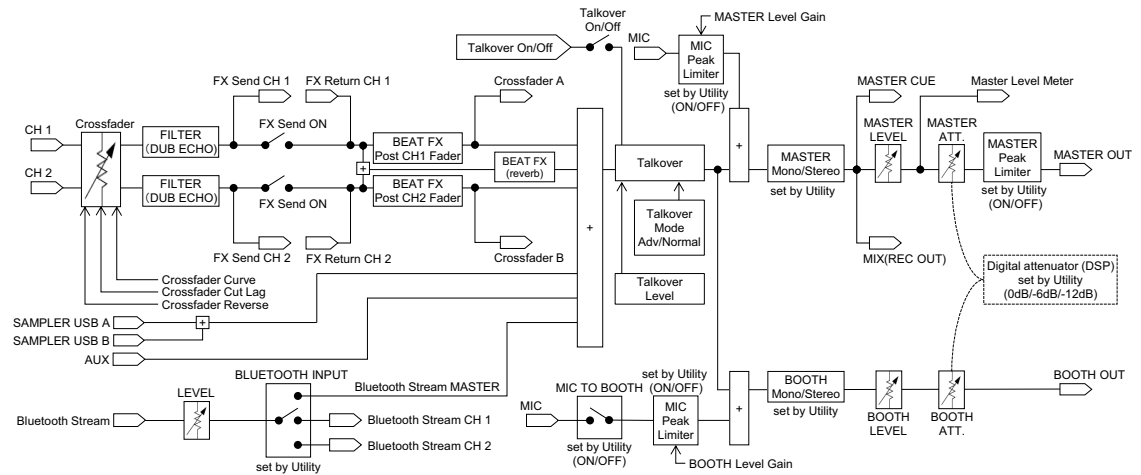 Talkover
On/Off
Talkover On/Off
MASTER Level Gain
MIC
MIC
Peak
Limiter
set by Utility
(ON/OFF)
FX Send CH 1
FX Return CH 1
Crossfader A
MASTER CUE
Master Level Meter
CH 1
Crossfader
FILTER
(DUB ECHO)
FX Send ON
BEAT FX
Post CH1 Fader
MASTER
LEVEL
MASTER
ATT.
+
BEAT FX
(reverb)
Talkover
+
MASTER
Mono/Stereo
set by Utility
MASTER
Peak
Limiter
set by Utility
(ON/OFF)
MASTER OUT
CH 2
FILTER
(DUB ECHO)
FX Send ON
BEAT FX
Post CH2 Fader
+
Talkover
Mode
Adv/Normal
FX Send CH 2
FX Return CH 2
Crossfader B
MIX(REC OUT)
Crossfader Curve
Crossfader Cut Lag
Crossfader Reverse
Talkover
Level
Digital attenuator (DSP)
set by Utility
(0dB/-6dB/-12dB)
SAMPLER USB A
+
SAMPLER USB B
AUX
LEVEL
BLUETOOTH INPUT
Bluetooth Stream MASTER
Bluetooth Stream
Bluetooth Stream CH 1
Bluetooth Stream CH 2
set by Utility
MIC
MIC TO BOOTH
set by Utility
(ON/OFF)
set by Utility
(ON/OFF)
MIC
Peak
Limiter
BOOTH Level Gain
+
BOOTH
Mono/Stereo
set by Utility
BOOTH
LEVEL
BOOTH
ATT.
BOOTH OUT